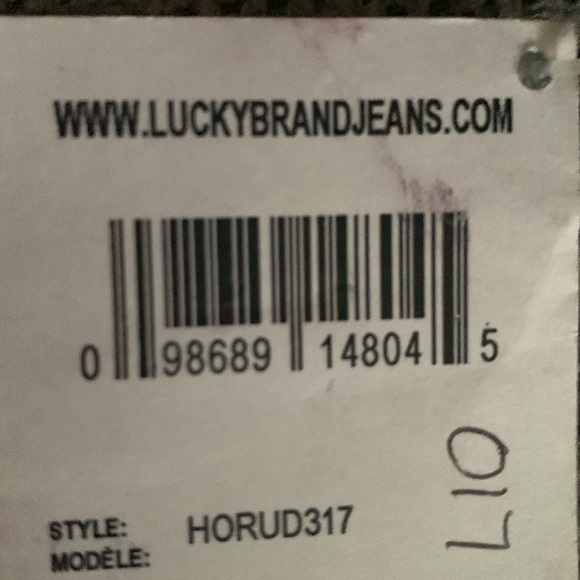 WWW.LUCKYBRANDJEANS.COM
0 98689 14804 5
STYLE: HORUD317
MODÈLE:
L10